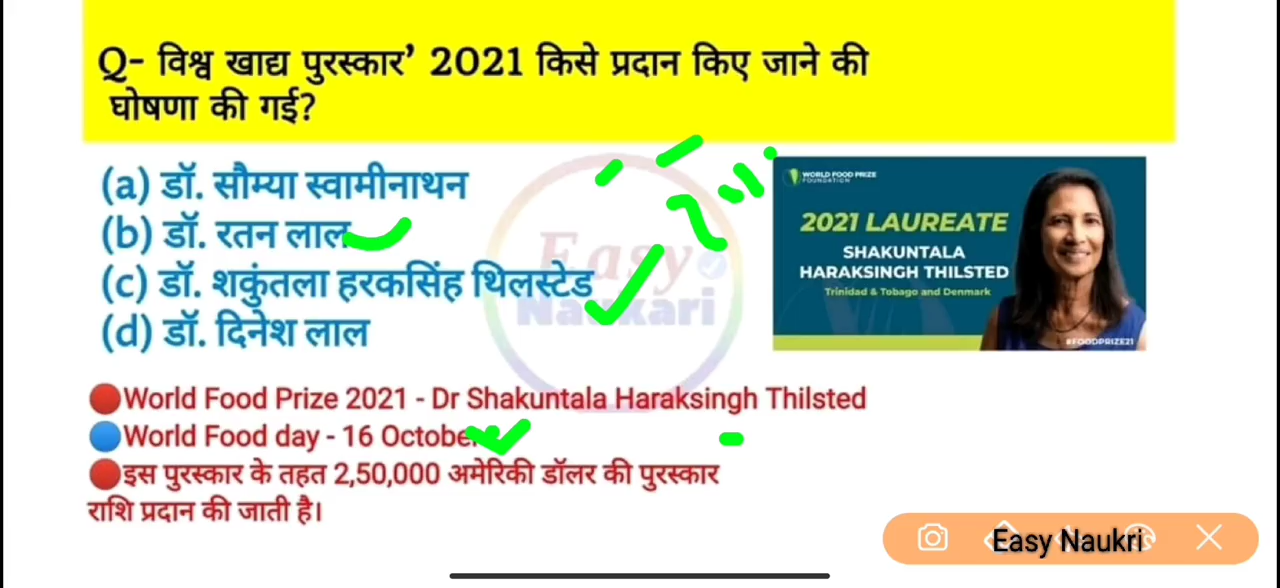 Q- विश्व खाद्य पुरस्कार’ 2021 किसे प्रदान किए जाने की
घोषणा की गई?
(a) डॉ. सौम्या स्वामीनाथन
(b) डॉ. रतन लाल
(c) डॉ. शकुंतला हरकसिंह थिलस्टेड
(d) डॉ. दिनेश लाल
Easy
Naukari
WORLD FOOD PRIZE
FOUNDATION
2021 LAUREATE
SHAKUNTALA
HARAKSINGH THILSTED
Trinidad & Tobago and Denmark
#FOODPRIZE21
World Food Prize 2021 - Dr Shakuntala Haraksingh Thilsted
World Food day - 16 October
इस पुरस्कार के तहत 2,50,000 अमेरिकी डॉलर की पुरस्कार
राशि प्रदान की जाती है।
Easy Naukri